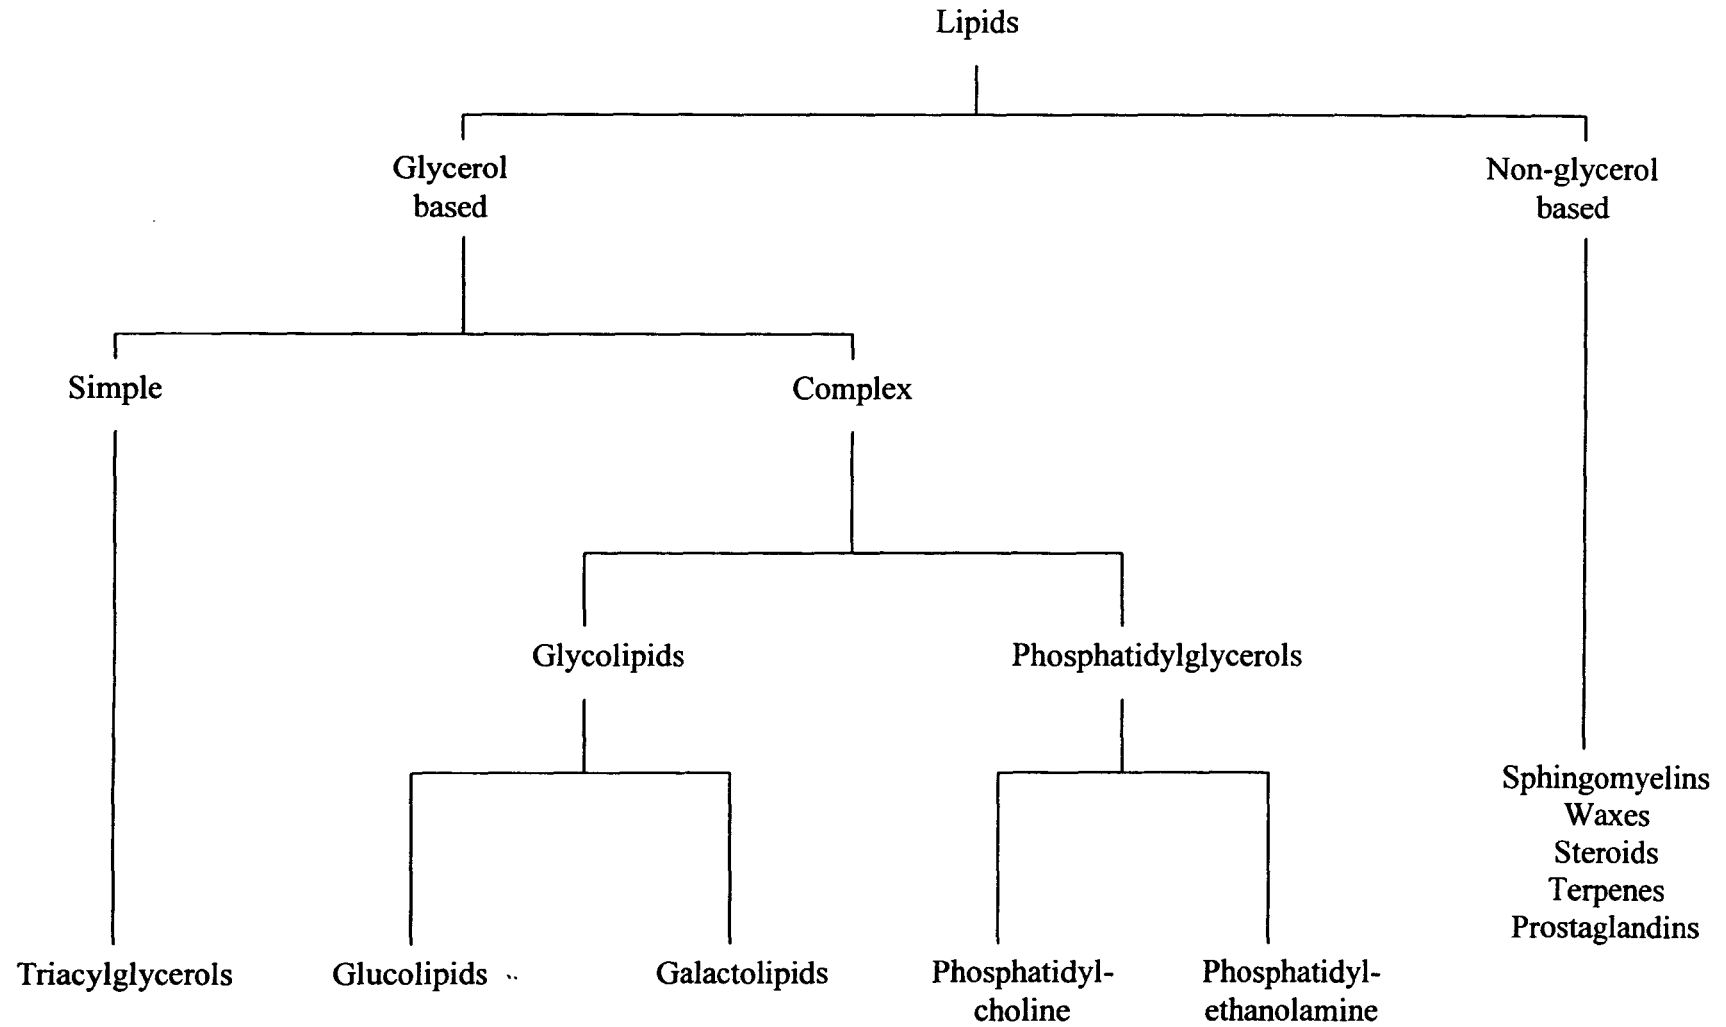 Lipids
Glycerol
based
Non-glycerol
based
Simple
Complex
Glycolipids
Phosphatidylglycerols
Sphingomyelins
Waxes
Steroids
Terpenes
Prostaglandins
Triacylglycerols
Glucolipids
Galactolipids
Phosphatidyl-
choline
Phosphatidyl-
ethanolamine